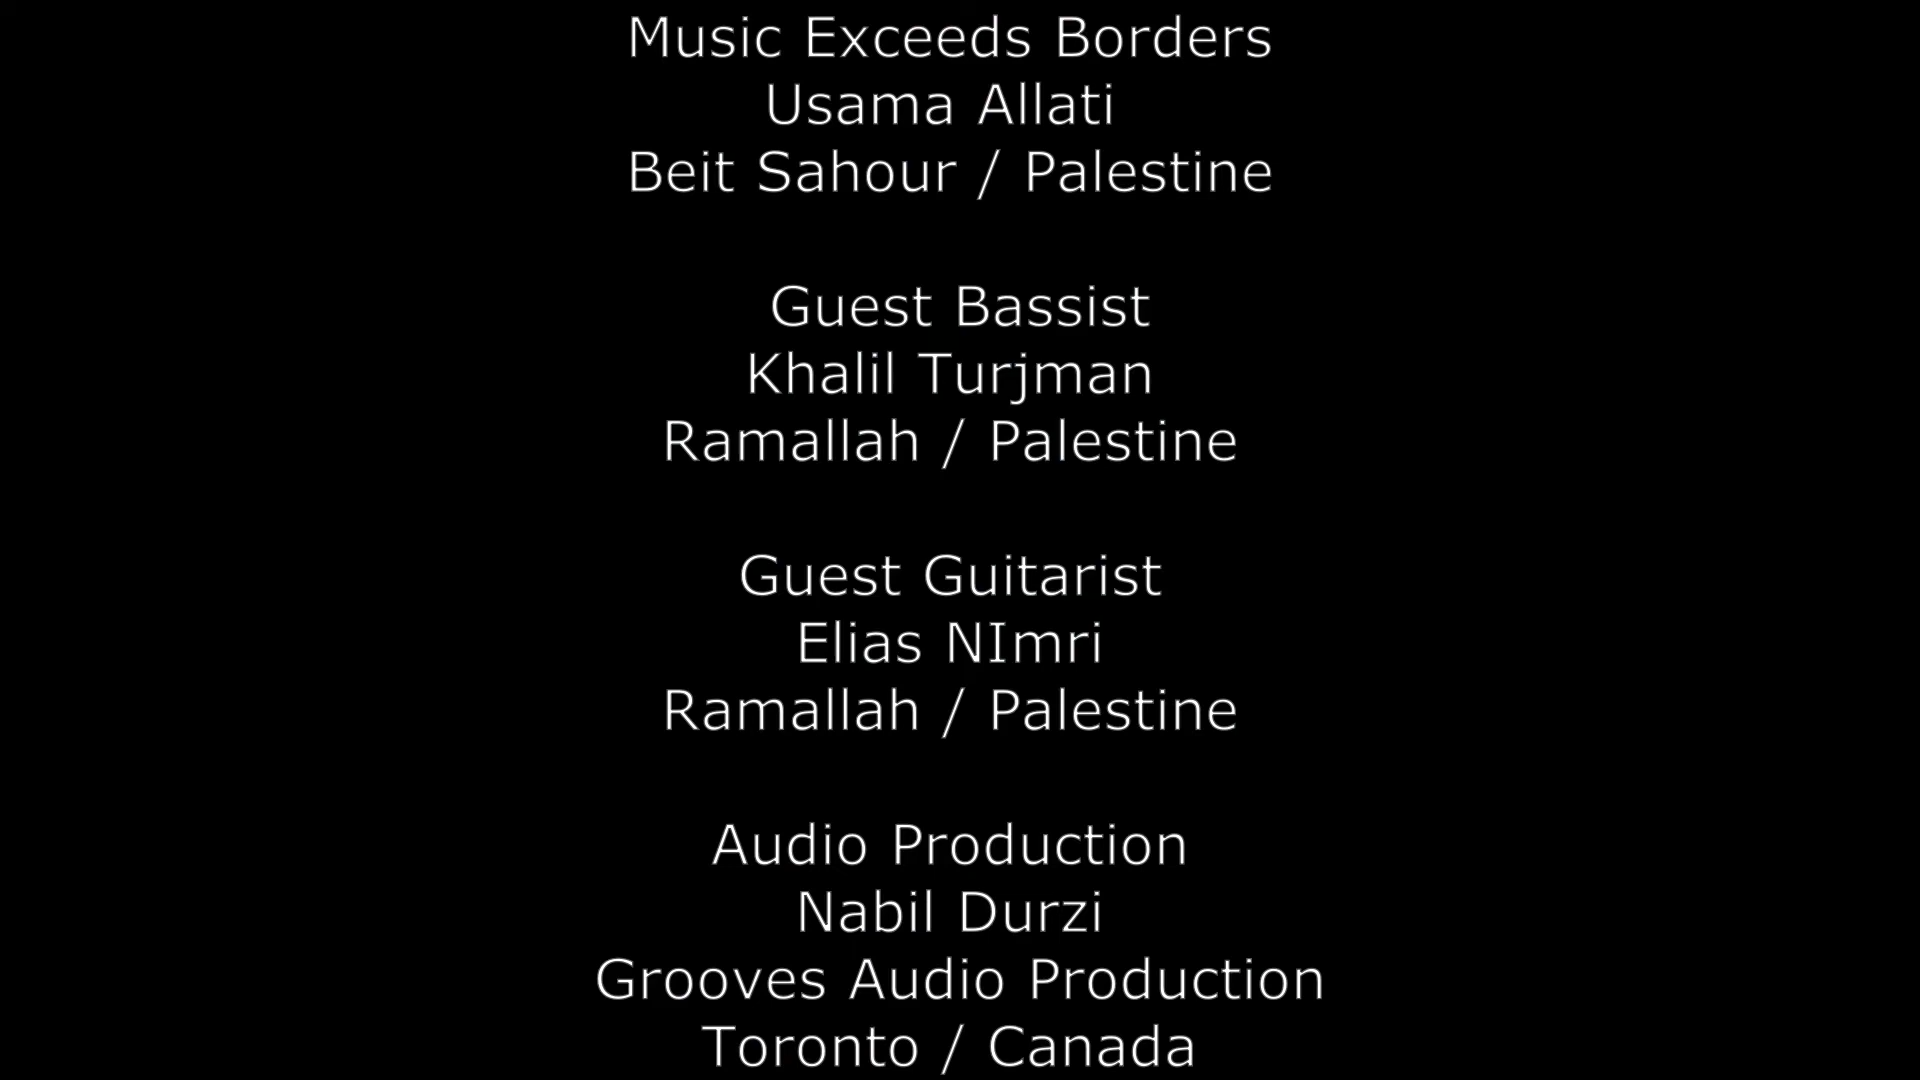 Music Exceeds Borders
Usama Allati
Beit Sahour / Palestine
Guest Bassist
Khalil Turjman
Ramallah / Palestine
Guest Guitarist
Elias NImri
Ramallah / Palestine
Audio Production
Nabil Durzi
Grooves Audio Production
Toronto / Canada